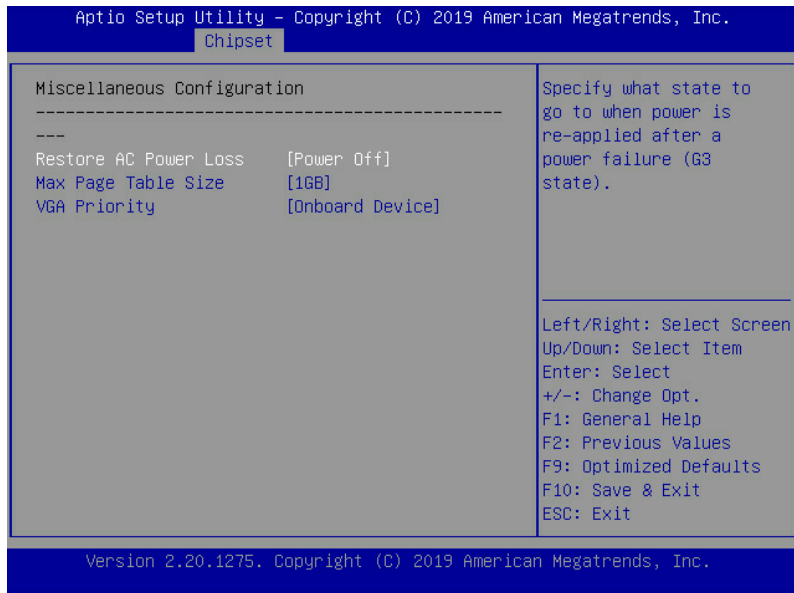 Aptio Setup Utility – Copyright (C) 2019 American Megatrends, Inc.
Chipset
Miscellaneous Configuration
-----------------------------------------------
---
Restore AC Power Loss [Power Off]
Max Page Table Size [1GB]
VGA Priority [Onboard Device]
Specify what state to
go to when power is
re-applied after a
power failure (G3
state).
Left/Right: Select Screen
Up/Down: Select Item
Enter: Select
+/-: Change Opt.
F1: General Help
F2: Previous Values
F9: Optimized Defaults
F10: Save & Exit
ESC: Exit
Version 2.20.1275. Copyright (C) 2019 American Megatrends, Inc.